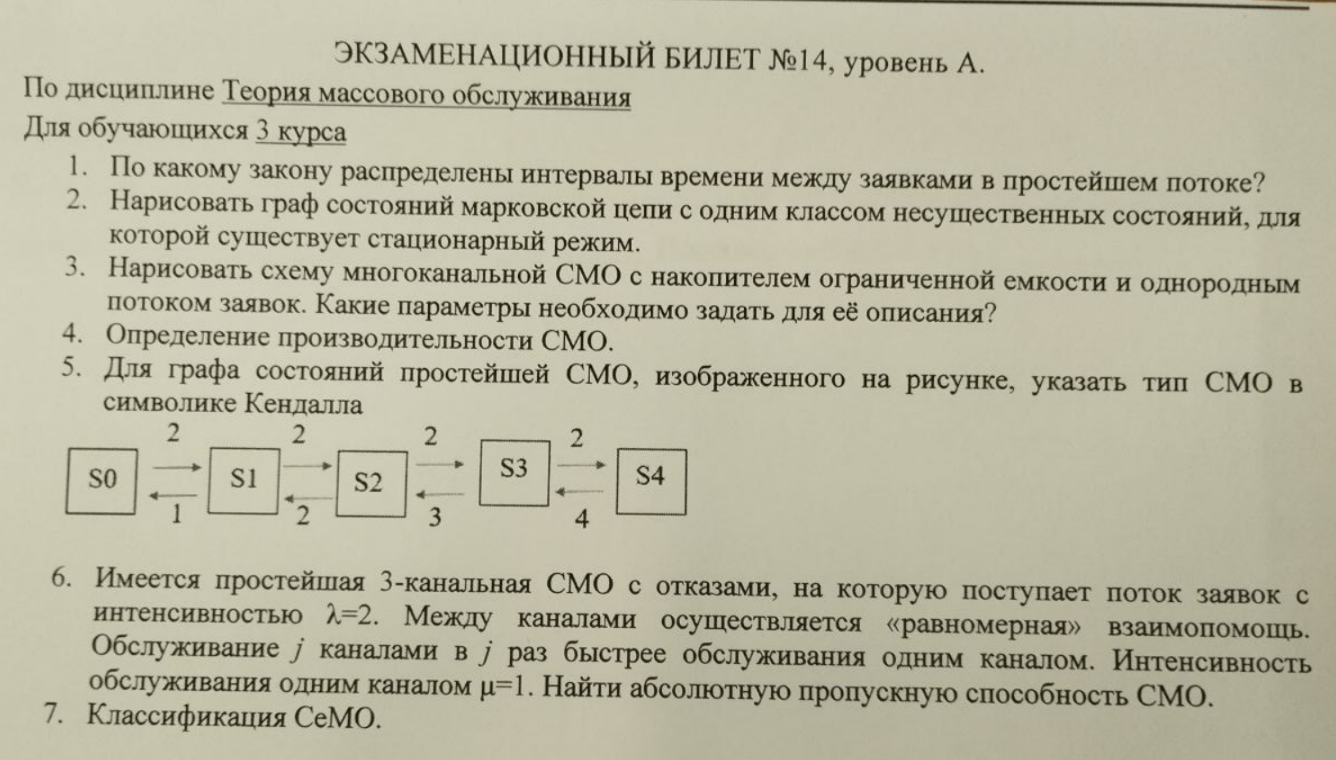 ЭКЗАМЕНАЦИОННЫЙ БИЛЕТ №14, уровень А.
По дисциплине Теория массового обслуживания
Для обучающихся 3 курса
1. По какому закону распределены интервалы времени между заявками в простейшем потоке?
2. Нарисовать граф состояний марковской цепи с одним классом несущественных состояний, для
которой существует стационарный режим.
3. Нарисовать схему многоканальной СМО с накопителем ограниченной емкости и однородным
потоком заявок. Какие параметры необходимо задать для её описания?
4. Определение производительности СМО.
5. Для графа состояний простейшей СМО, изображенного на рисунке, указать тип СМО в
символике Кендалла
2 2 2 2
S0 S1 S2 S3 S4
1 2 3 4
6. Имеется простейшая 3-канальная СМО с отказами, на которую поступает поток заявок с
интенсивностью λ=2. Между каналами осуществляется «равномерная» взаимопомощь.
Обслуживание j каналами в j раз быстрее обслуживания одним каналом. Интенсивность
обслуживания одним каналом μ=1. Найти абсолютную пропускную способность СМО.
7. Классификация СеМО.